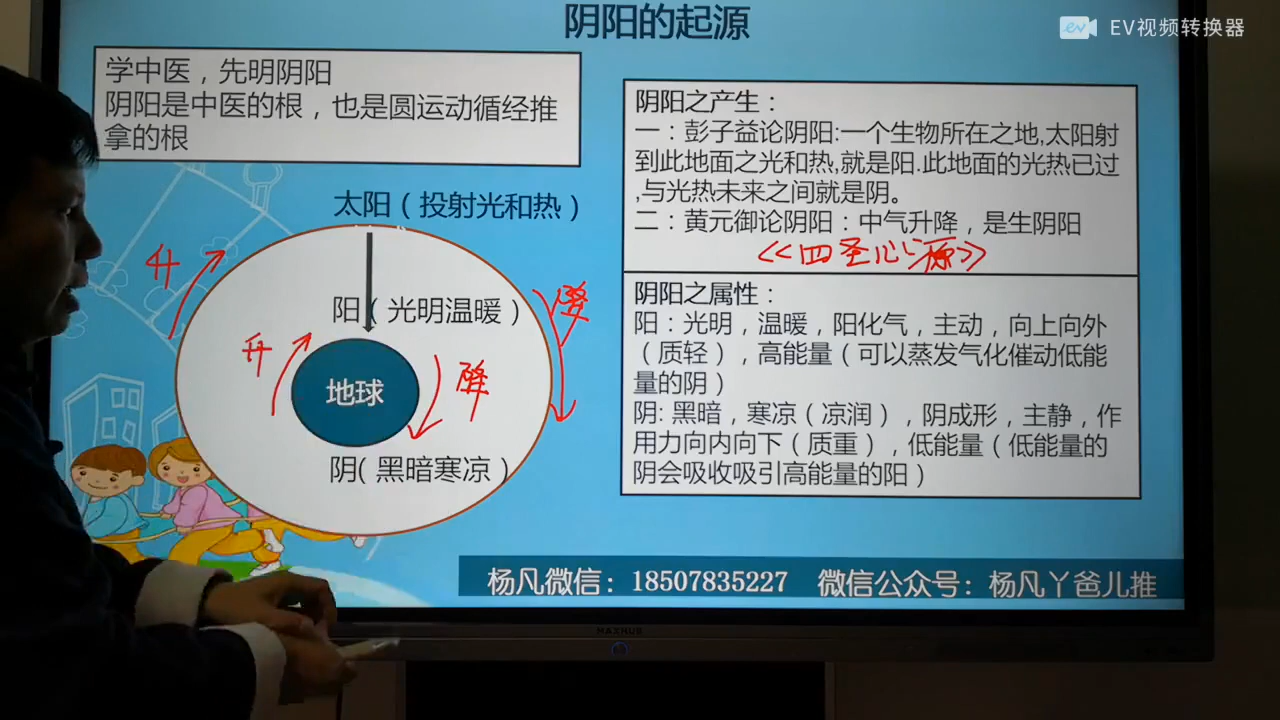 阴阳的起源
EV视频转换器
学中医，先明阴阳
阴阳是中医的根，也是圆运动循经推
拿的根
太阳（投射光和热）
升
降
阳（光明温暖）
升
降
地球
阴（黑暗寒凉）
阴阳之产生：
一：彭子益论阴阳:一个生物所在之地,太阳射
到此地面之光和热,就是阳.此地面的光热已过
,与光热未来之间就是阴。
二：黄元御论阴阳：中气升降，是生阴阳
<<四圣心源>>
阴阳之属性：
阳：光明，温暖，阳化气，主动，向上向外
（质轻），高能量（可以蒸发气化催动低能
量的阴）
阴: 黑暗，寒凉（凉润），阴成形，主静，作
用力向内向下（质重），低能量（低能量的
阴会吸收吸引高能量的阳）
杨凡微信：18507835227 微信公众号：杨凡丫爸儿推
MAXHUB